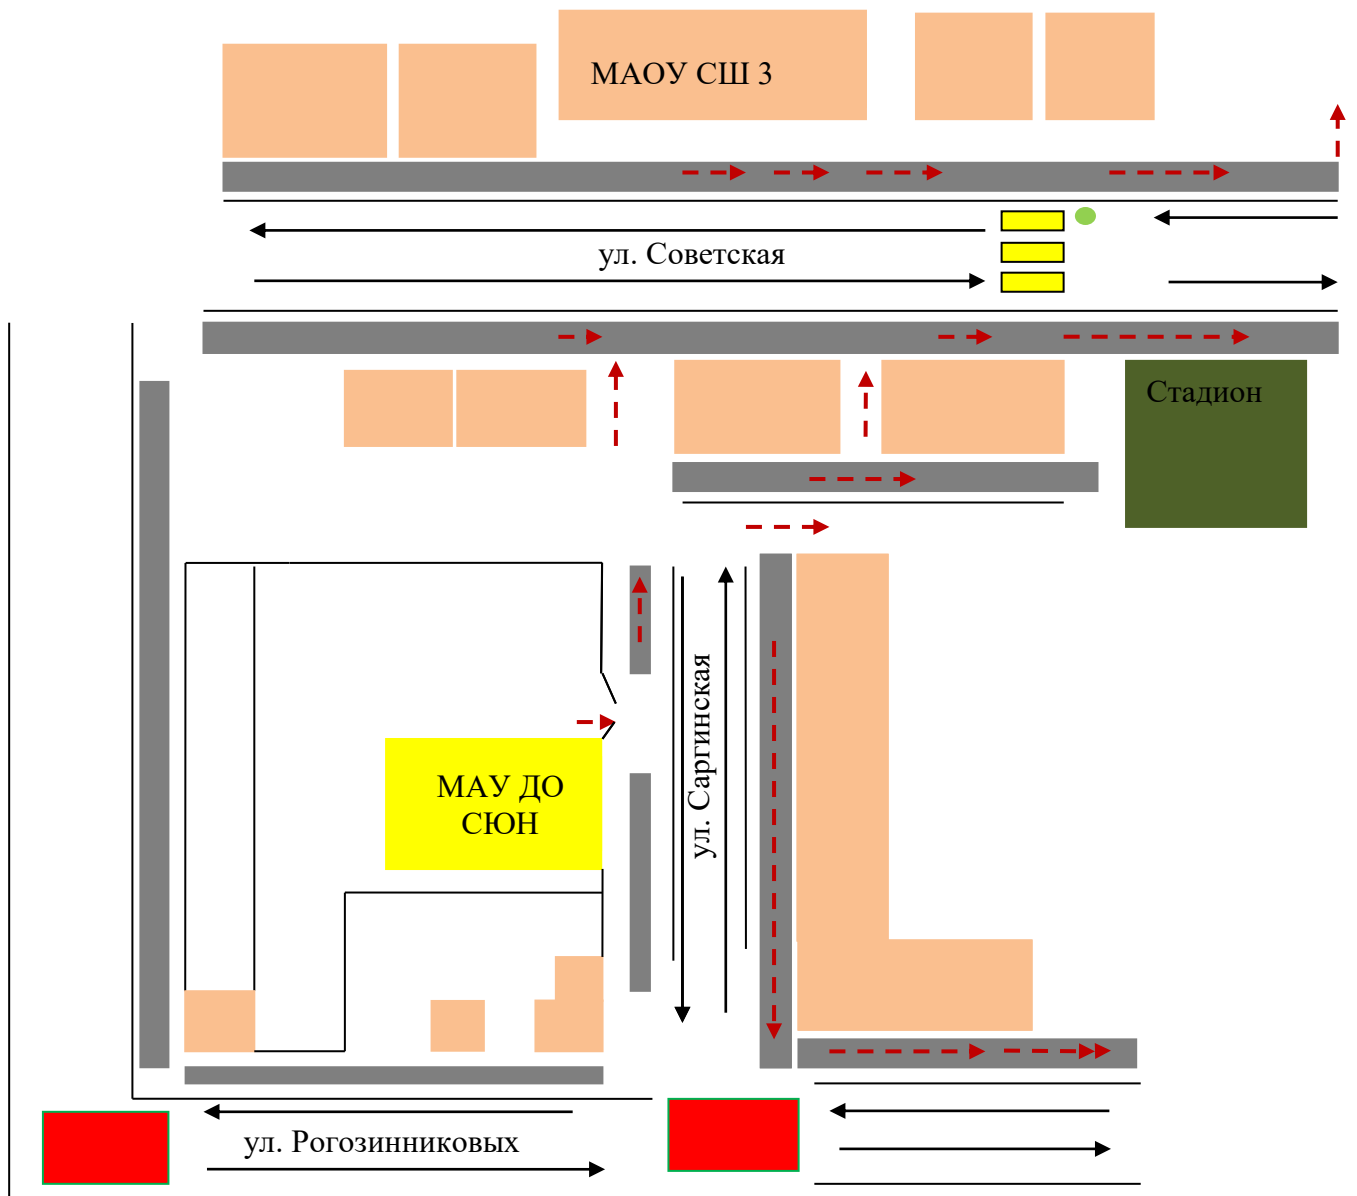 МАОУ СШ 3
ул. Советская
Стадион
ул. Саргинская
МАУ ДО
СЮН
ул. Рогозинниковых